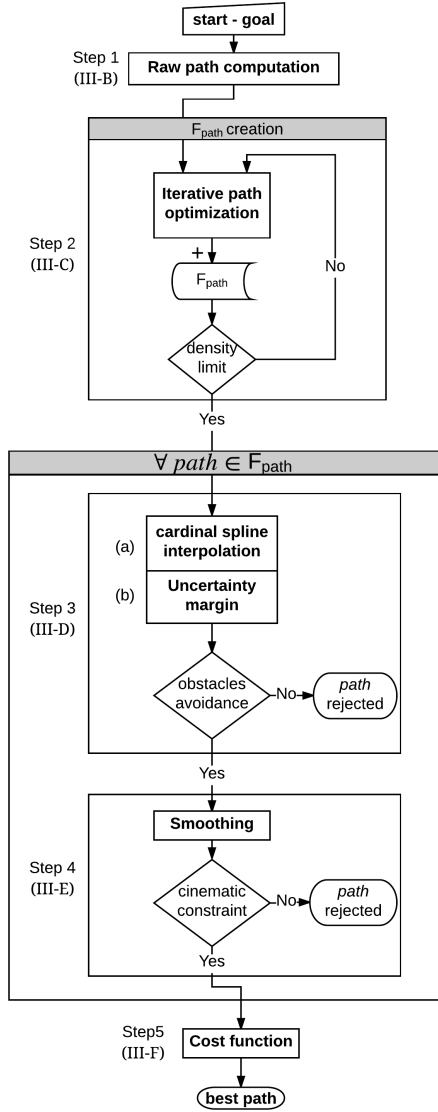 start - goal
Step 1
(III-B)
Raw path computation
Fpath creation
Iterative path
optimization
Step 2
(III-C)
+
Fpath
No
density
limit
Yes
∀ path ∈ Fpath
(a)
cardinal spline
interpolation
(b)
Uncertainty
margin
Step 3
(III-D)
obstacles
avoidance
No
path
rejected
Yes
Smoothing
Step 4
(III-E)
cinematic
constraint
No
path
rejected
Yes
Step5
(III-F)
Cost function
best path